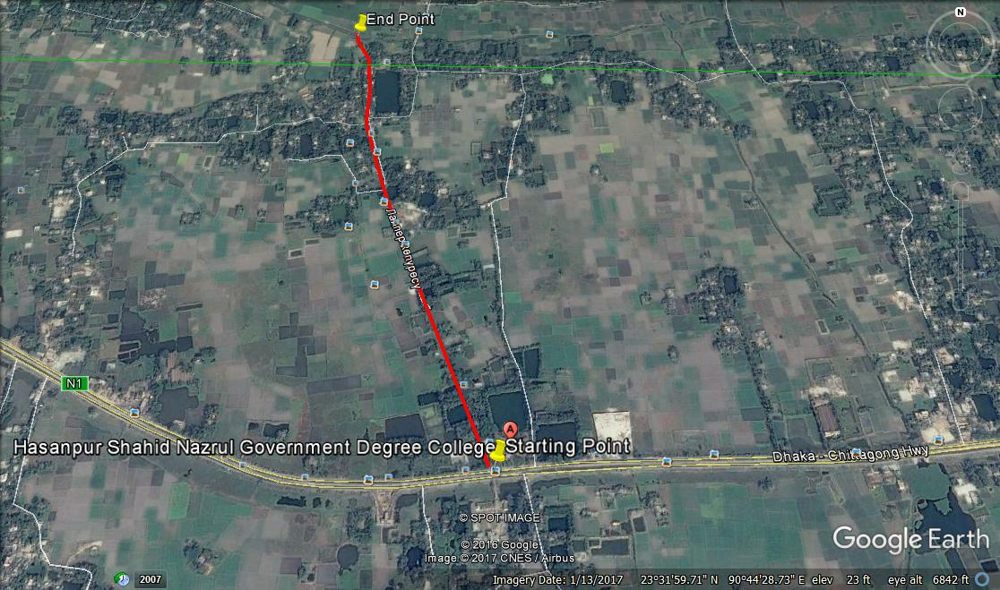 N
End Point
N1
Hasanpur Shahid Nazrul Government Degree College
A
Starting Point
Dhaka - Chittagong Hwy
© SPOT IMAGE
© 2016 Google
Image © 2017 CNES / Airbus
Google Earth
2007
Imagery Date: 1/13/2017 23°31'59.71" N 90°44'28.73" E elev 23 ft eye alt 6842 ft